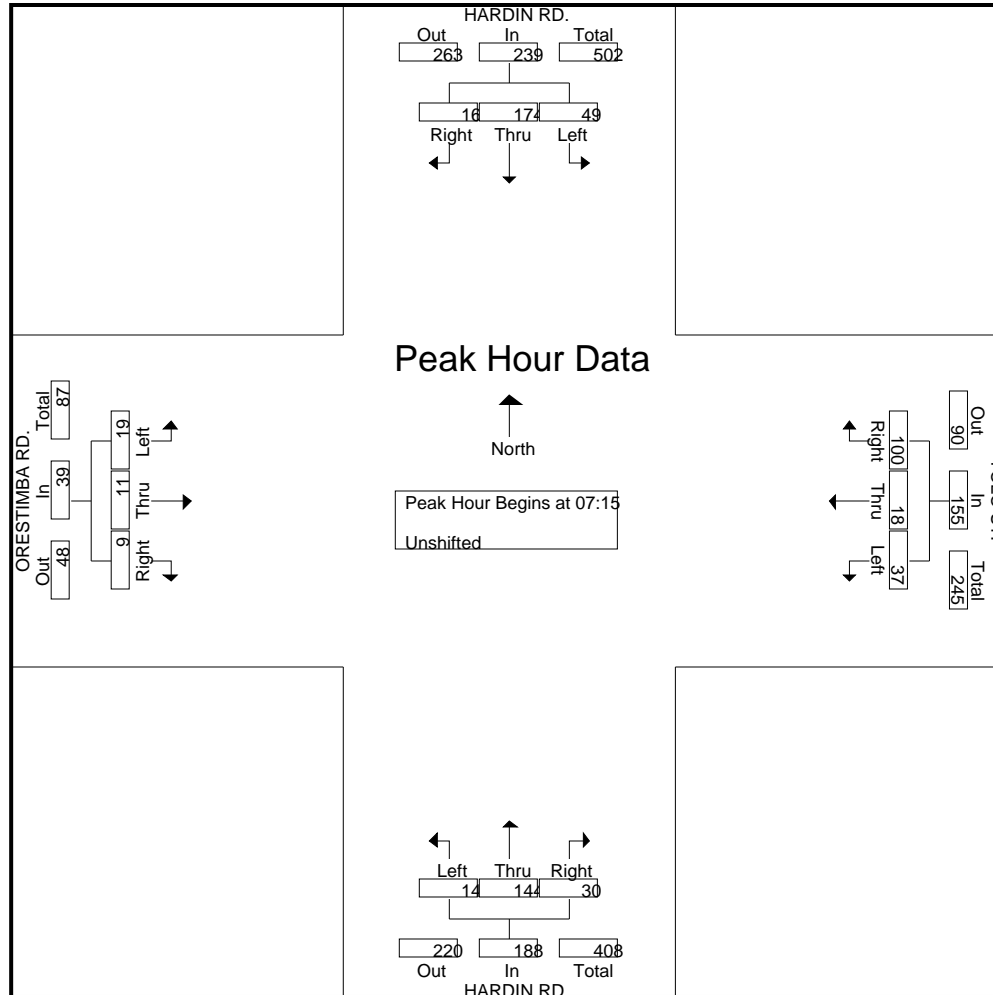 HARDIN RD.
Out In Total
263 239 502
16 174 49
Right Thru Left
Peak Hour Data
North
Peak Hour Begins at 07:15
Unshifted
ORESTIMBA RD.
Out In Total
48 39 87
19 11 9
Left Thru Right
Out In Total
90 155 245
100 18 37
Right Thru Left
Left Thru Right
14 144 30
220 188 408
Out In Total
HARDIN RD.